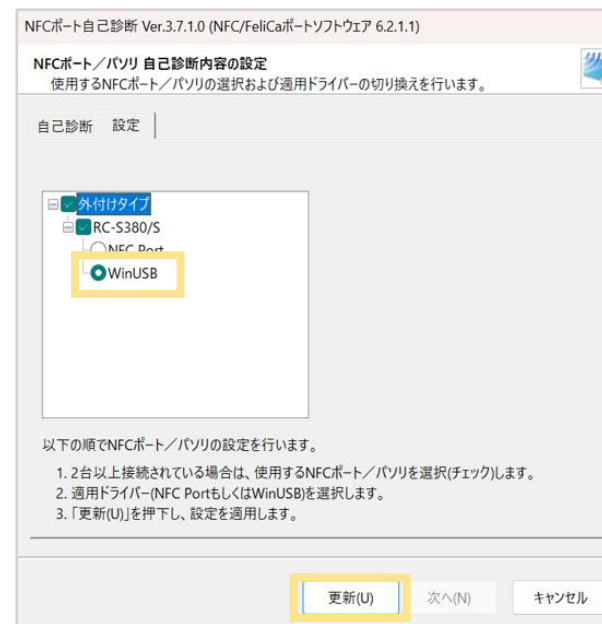 NFCポート自己診断 Ver.3.7.1.0 (NFC/FeliCaポートソフトウェア 6.2.1.1)
NFCポート／パソリ 自己診断内容の設定
使用するNFCポート／パソリの選択および適用ドライバーの切り換えを行います。
自己診断 設定
外付けタイプ
RC-S380/S
NFC Port
WinUSB
以下の順でNFCポート／パソリの設定を行います。
1. 2台以上接続されている場合は、使用するNFCポート／パソリを選択(チェック)します。
2. 適用ドライバー(NFC PortもしくはWinUSB)を選択します。
3. 「更新(U)」を押下し、設定を適用します。
更新(U) 次へ(N) キャンセル